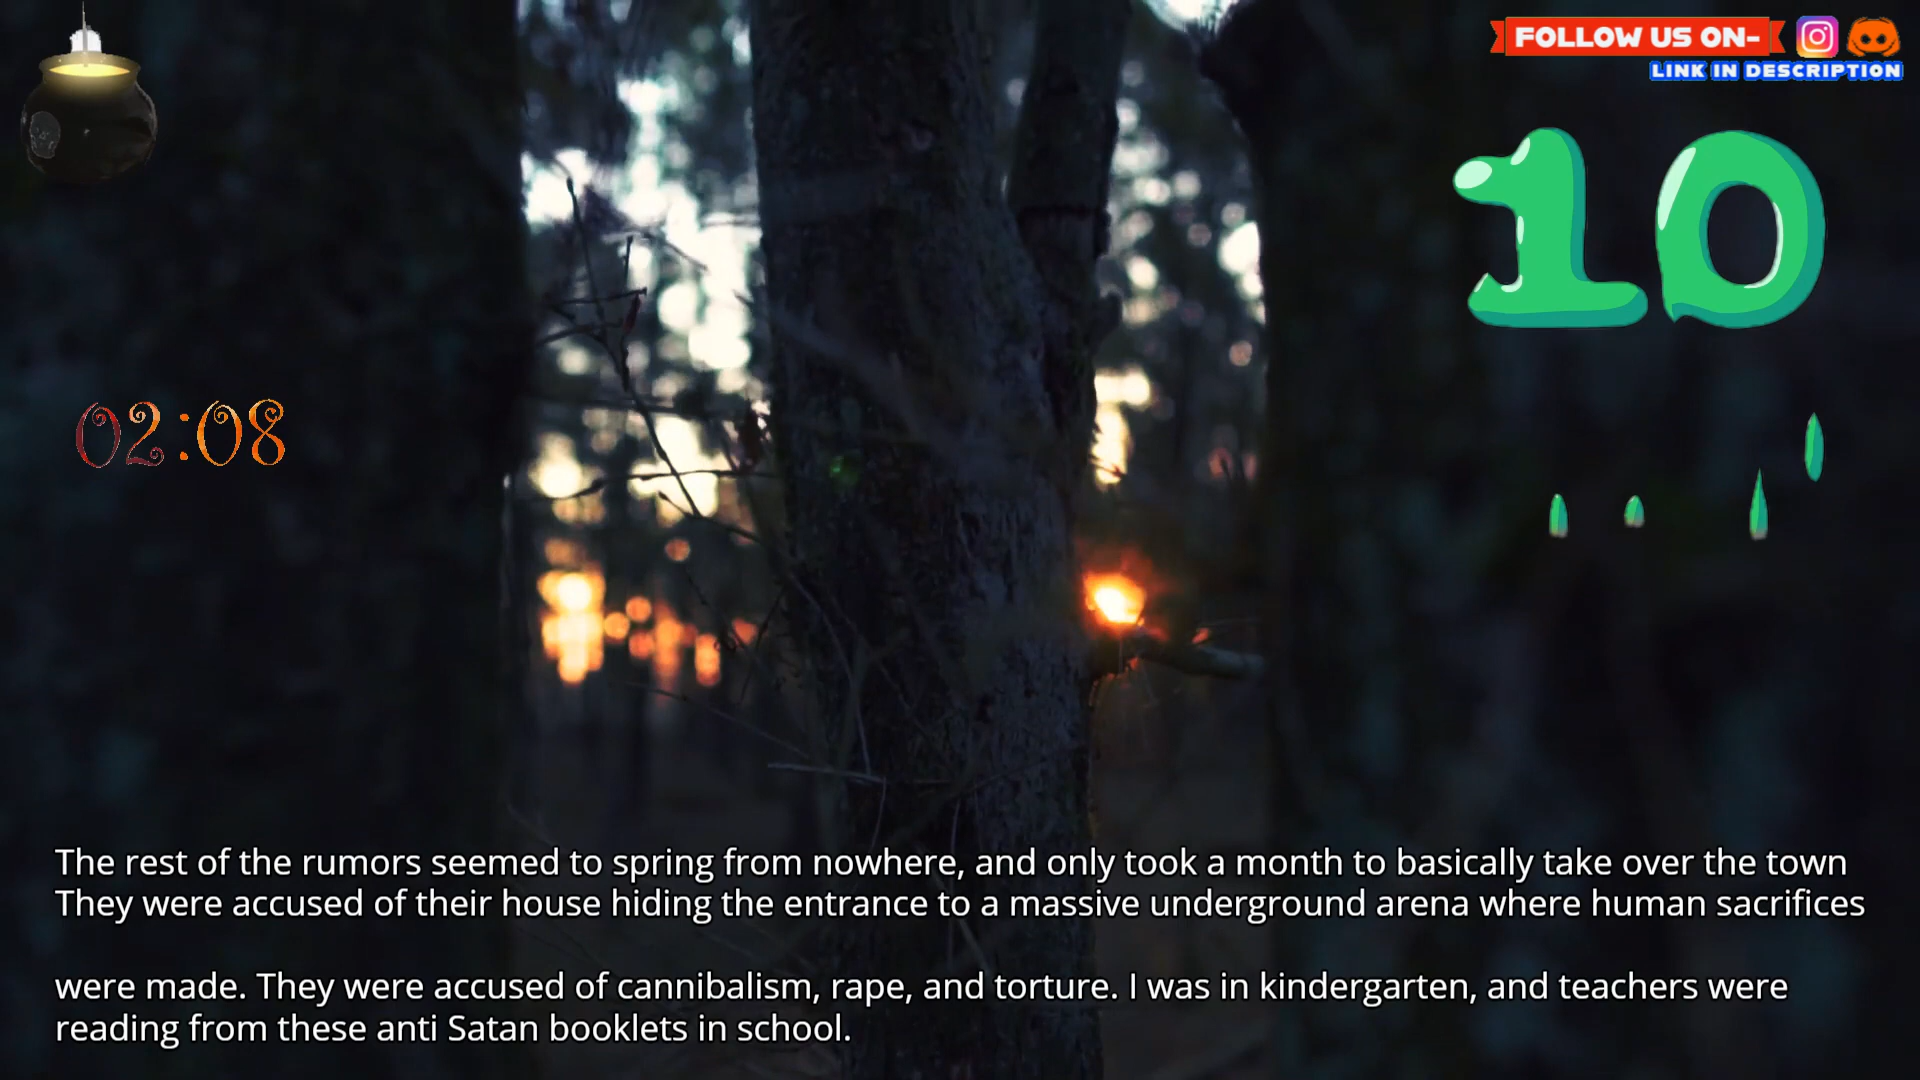 FOLLOW US ON-
LINK IN DESCRIPTION
10
02:08
The rest of the rumors seemed to spring from nowhere, and only took a month to basically take over the town
They were accused of their house hiding the entrance to a massive underground arena where human sacrifices
were made. They were accused of cannibalism, rape, and torture. I was in kindergarten, and teachers were
reading from these anti Satan booklets in school.